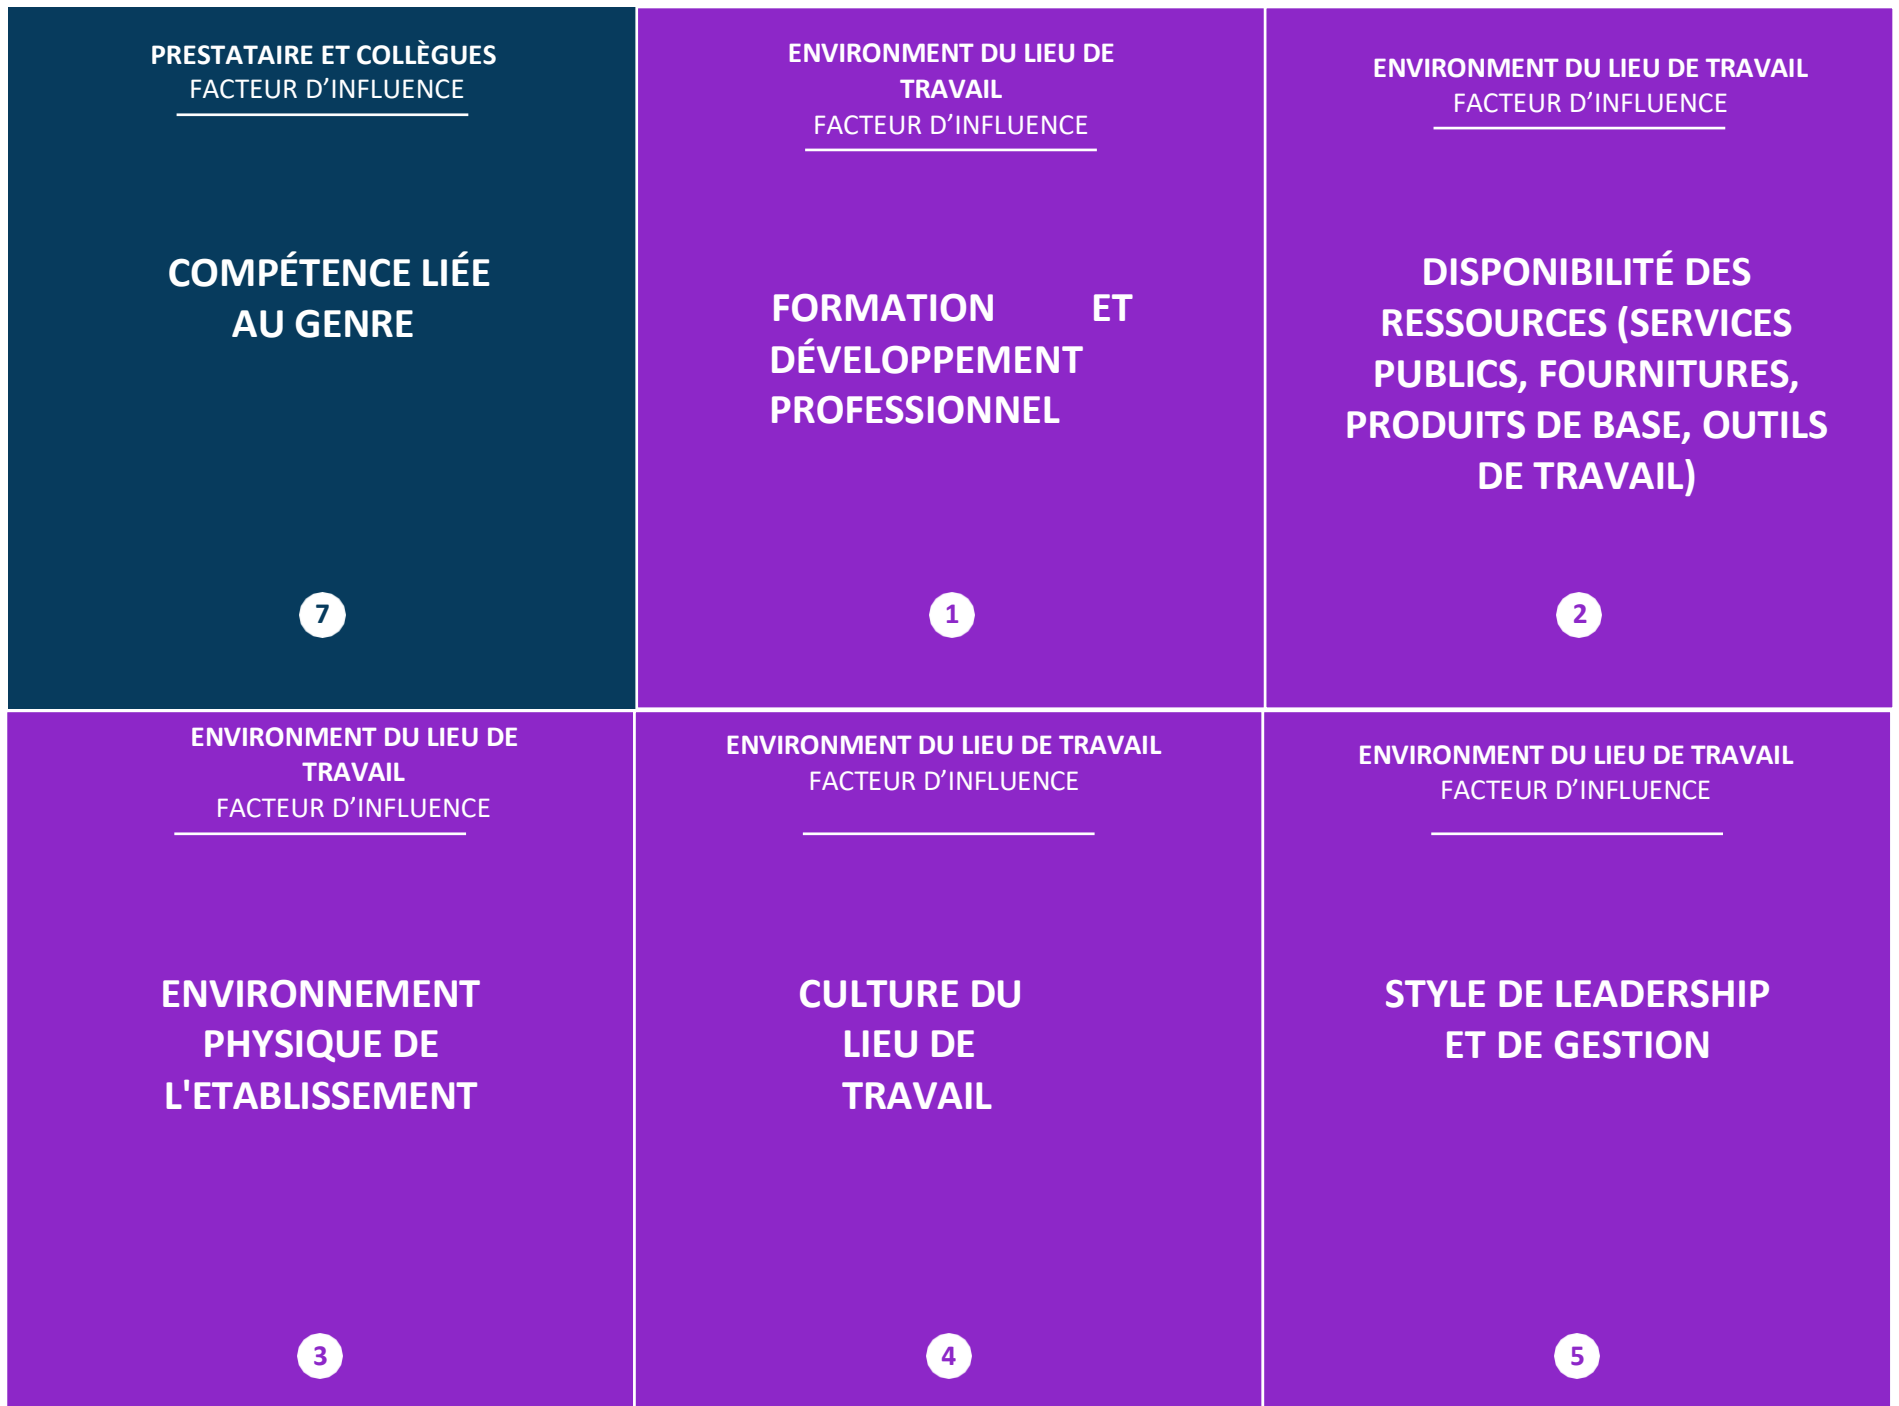 PRESTATAIRE ET COLLÈGUES
FACTEUR D’INFLUENCE
COMPÉTENCE LIÉE
AU GENRE
7
ENVIRONMENT DU LIEU DE
TRAVAIL
FACTEUR D’INFLUENCE
FORMATION ET
DÉVELOPPEMENT
PROFESSIONNEL
1
ENVIRONMENT DU LIEU DE TRAVAIL
FACTEUR D’INFLUENCE
DISPONIBILITÉ DES
RESSOURCES (SERVICES
PUBLICS, FOURNITURES,
PRODUITS DE BASE, OUTILS
DE TRAVAIL)
2
ENVIRONMENT DU LIEU DE
TRAVAIL
FACTEUR D’INFLUENCE
ENVIRONNEMENT
PHYSIQUE DE
L'ETABLISSEMENT
3
ENVIRONMENT DU LIEU DE TRAVAIL
FACTEUR D’INFLUENCE
CULTURE DU
LIEU DE
TRAVAIL
4
ENVIRONMENT DU LIEU DE TRAVAIL
FACTEUR D’INFLUENCE
STYLE DE LEADERSHIP
ET DE GESTION
5